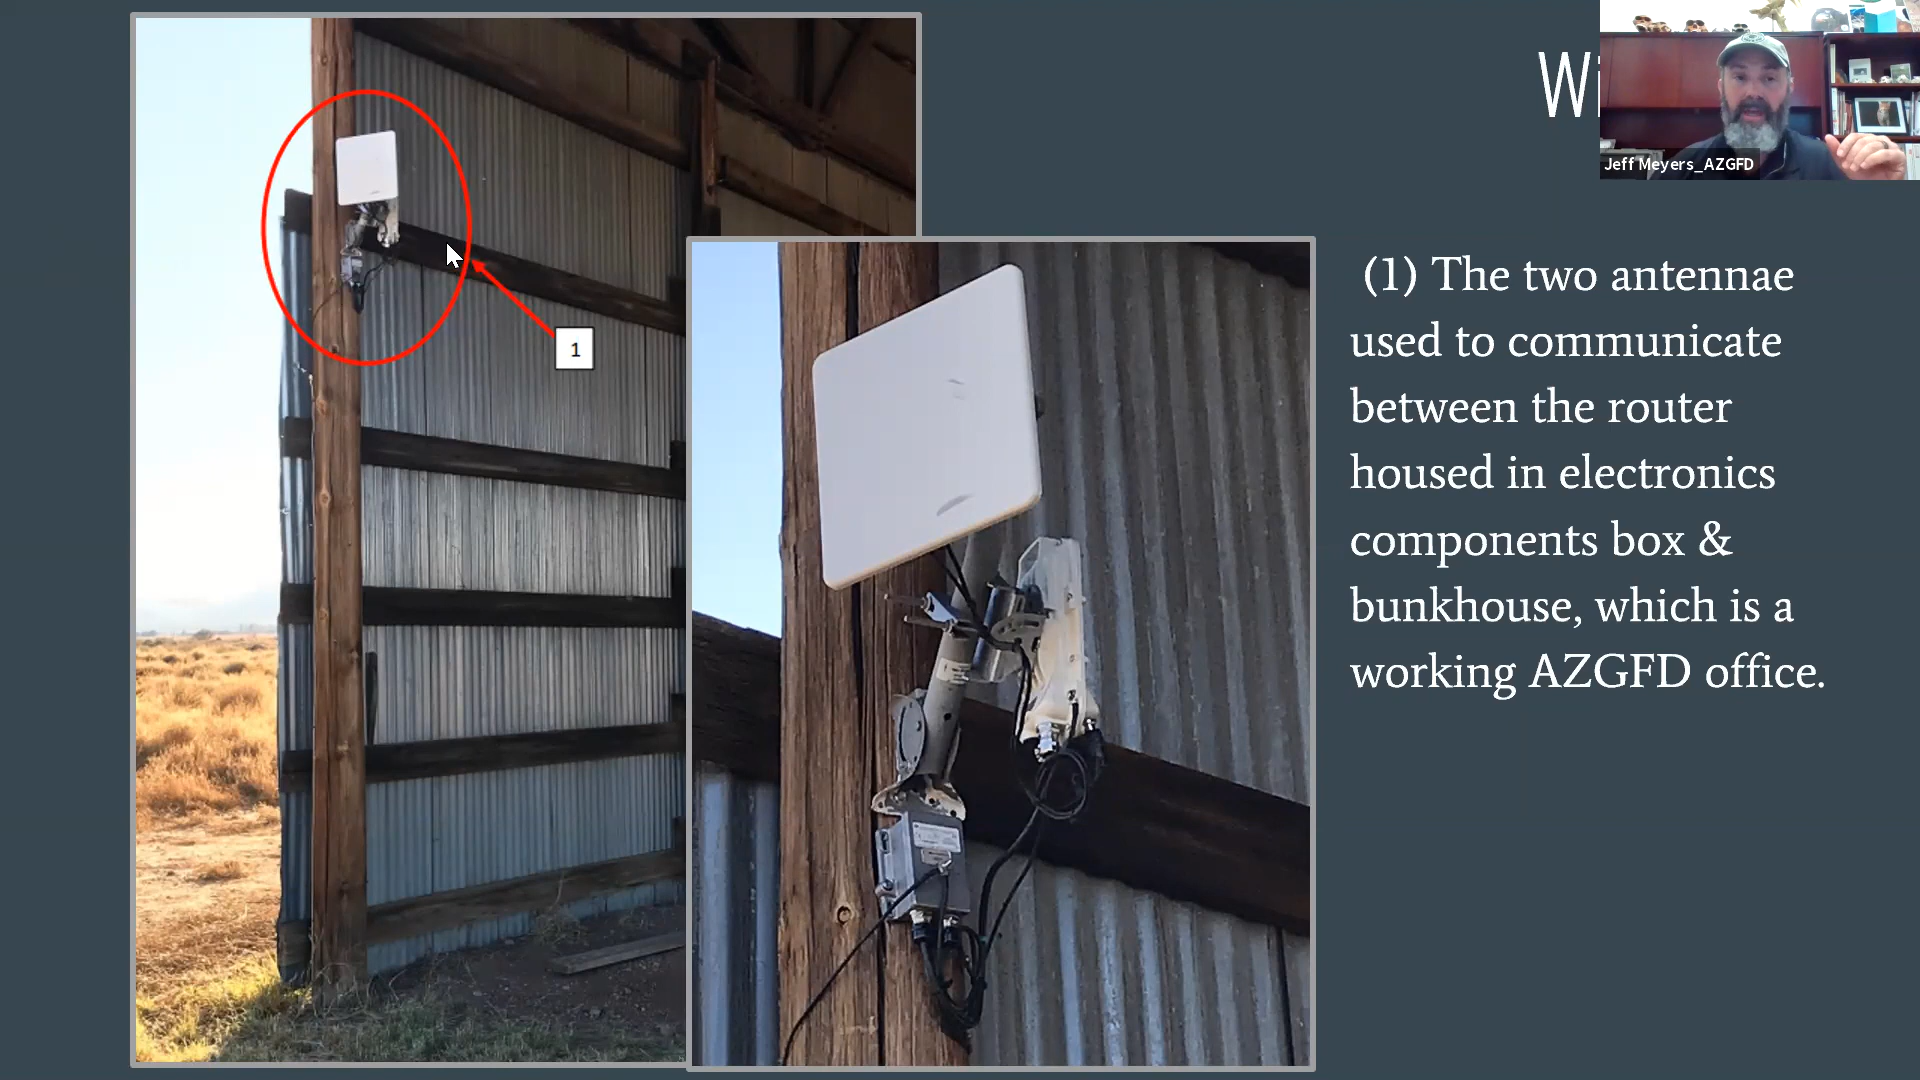 Wi
Jeff Meyers_AZGFD
1
(1) The two antennae
used to communicate
between the router
housed in electronics
components box &
bunkhouse, which is a
working AZGFD office.